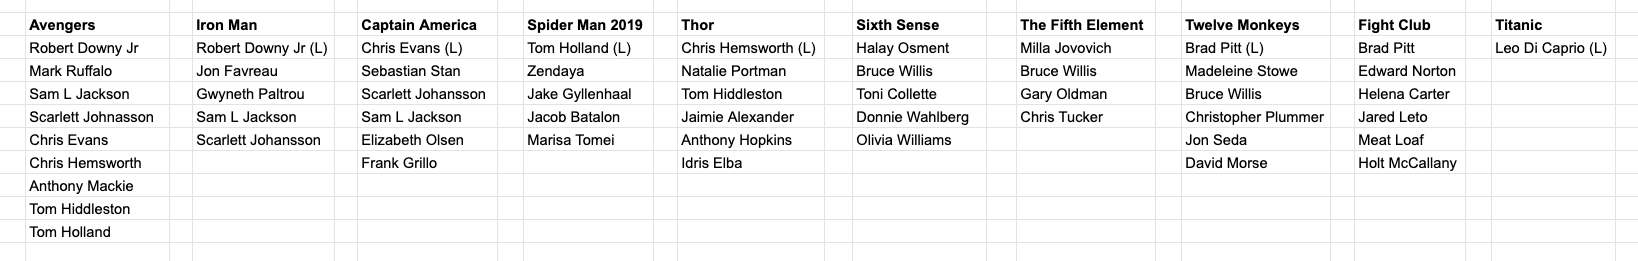 Avengers Iron Man Captain America Spider Man 2019 Thor Sixth Sense The Fifth Element Twelve Monkeys Fight Club Titanic
Robert Downy Jr Robert Downy Jr (L) Chris Evans (L) Tom Holland (L) Chris Hemsworth (L) Halay Osment Milla Jovovich Brad Pitt (L) Brad Pitt Leo Di Caprio (L)
Mark Ruffalo Jon Favreau Sebastian Stan Zendaya Natalie Portman Bruce Willis Bruce Willis Madeleine Stowe Edward Norton
Sam L Jackson Gwyneth Paltrou Scarlett Johansson Jake Gyllenhaal Tom Hiddleston Toni Collette Gary Oldman Bruce Willis Helena Carter
Scarlett Johnasson Sam L Jackson Sam L Jackson Jacob Batalon Jaimie Alexander Donnie Wahlberg Chris Tucker Christopher Plummer Jared Leto
Chris Evans Scarlett Johansson Elizabeth Olsen Marisa Tomei Anthony Hopkins Olivia Williams Jon Seda Meat Loaf
Chris Hemsworth Frank Grillo Idris Elba David Morse Holt McCallany
Anthony Mackie
Tom Hiddleston
Tom Holland